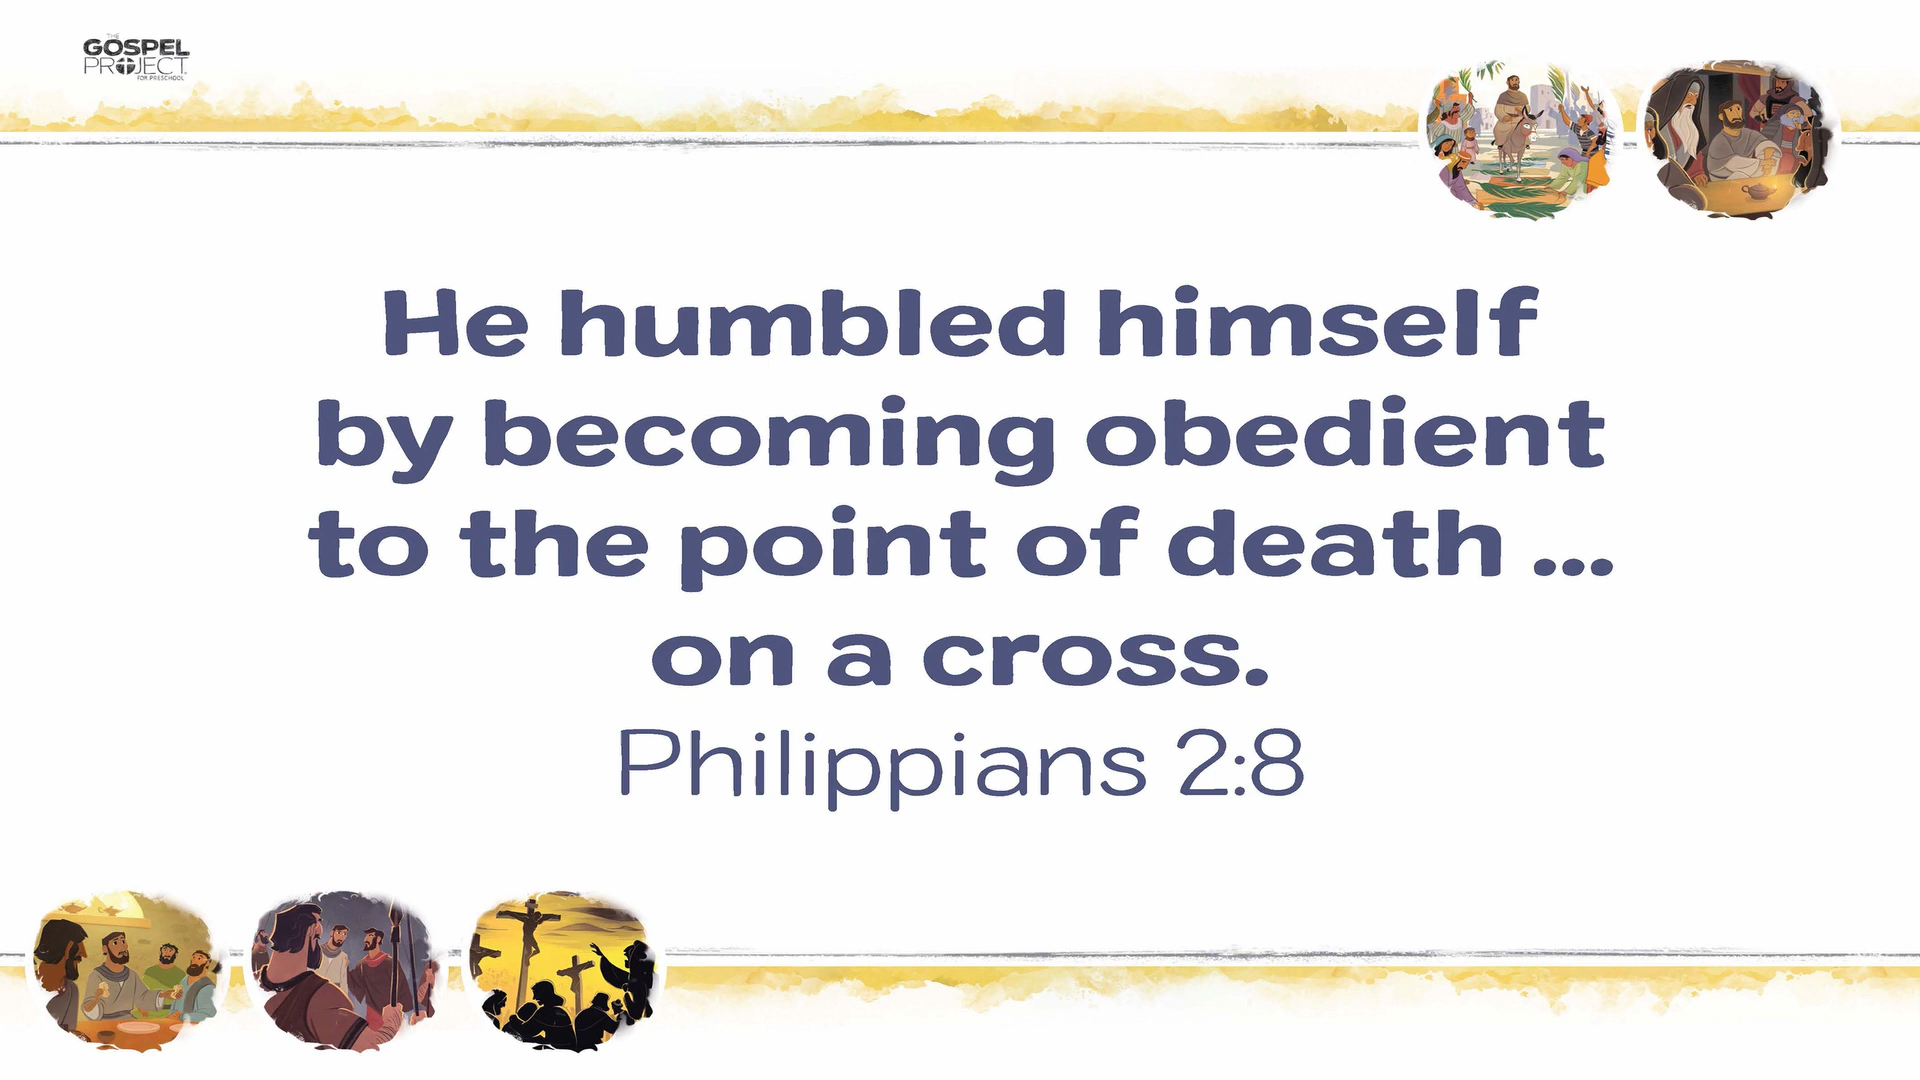 THE
GOSPEL
PROJECT
FOR PRESCHOOL
He humbled himself
by becoming obedient
to the point of death ...
on a cross.
Philippians 2:8